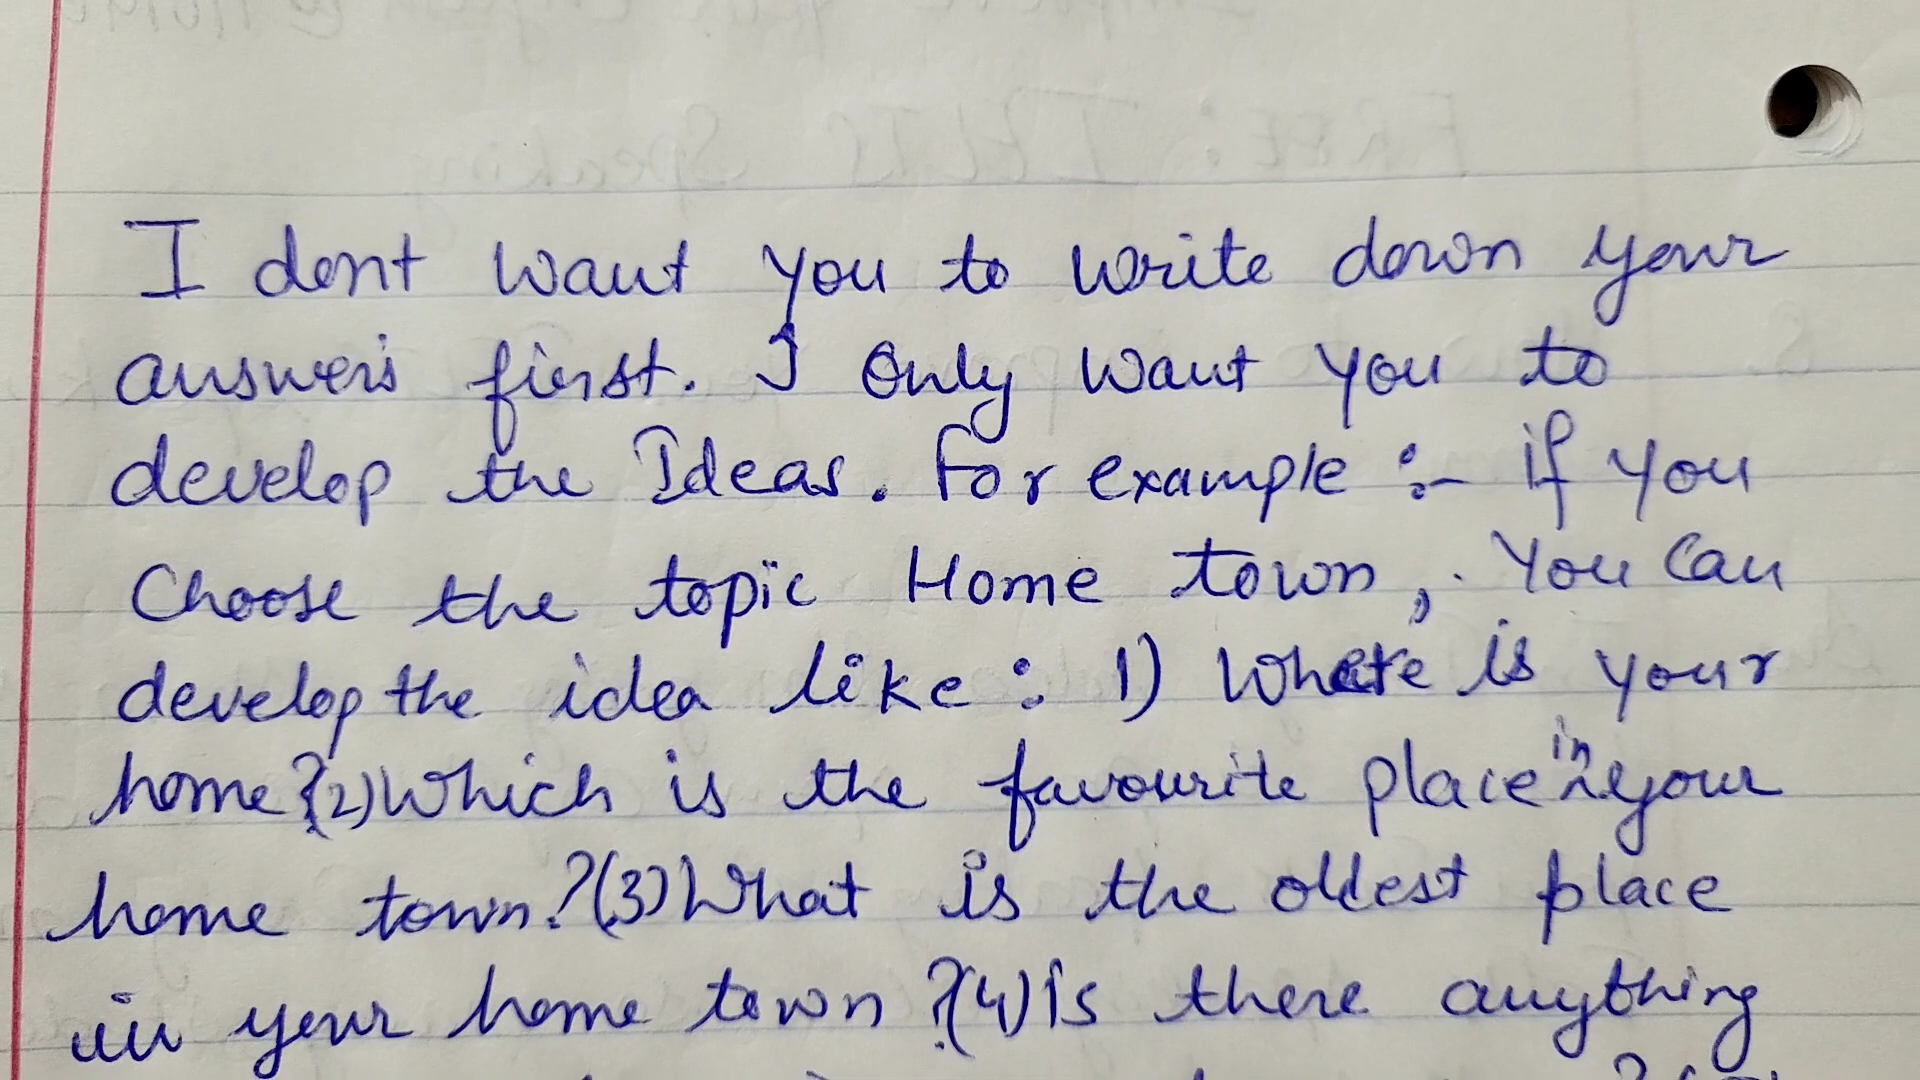 I dont want you to write down your
answers first. I only want you to
develop the Ideas. For example :- if you
Choose the topic Home town, . You Can
develop the idea like : 1) Where is your
home?(2)Which is the favourite place in your
home town?(3)What is the oldest place
in your home town?(4)is there anything